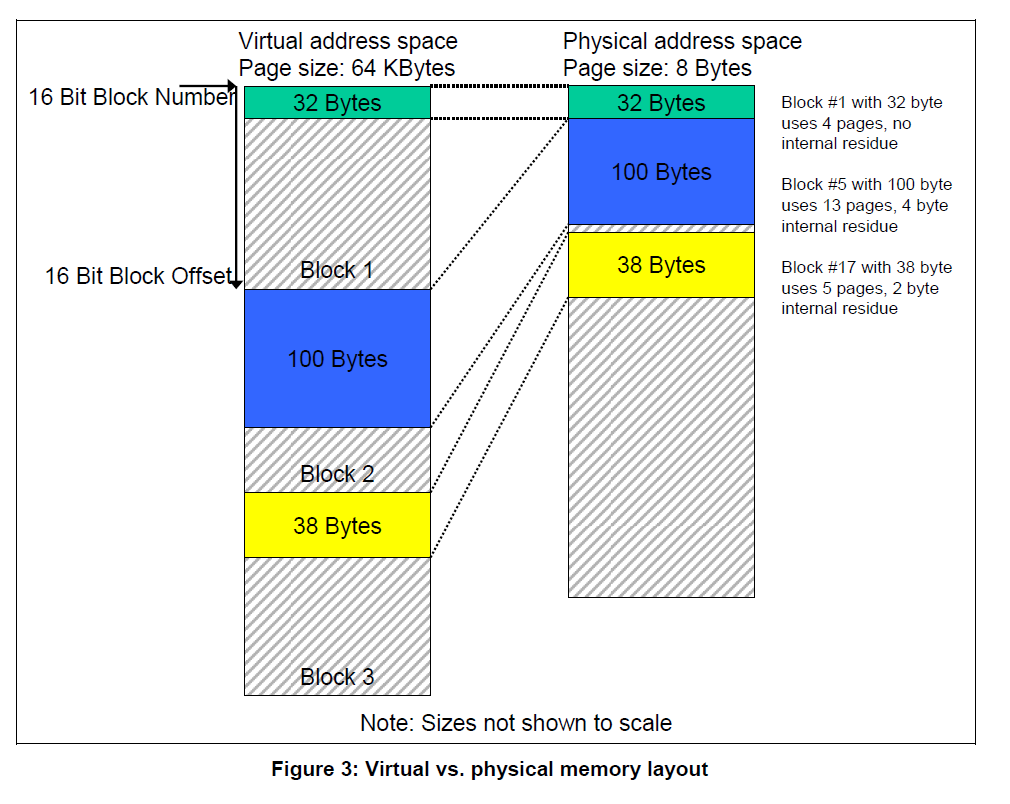 Virtual address space
Page size: 64 KBytes
Physical address space
Page size: 8 Bytes
16 Bit Block Number
32 Bytes
32 Bytes
Block #1 with 32 byte
uses 4 pages, no
internal residue
100 Bytes
Block #5 with 100 byte
uses 13 pages, 4 byte
internal residue
16 Bit Block Offset
Block 1
38 Bytes
Block #17 with 38 byte
uses 5 pages, 2 byte
internal residue
100 Bytes
Block 2
38 Bytes
Block 3
Note: Sizes not shown to scale
Figure 3: Virtual vs. physical memory layout